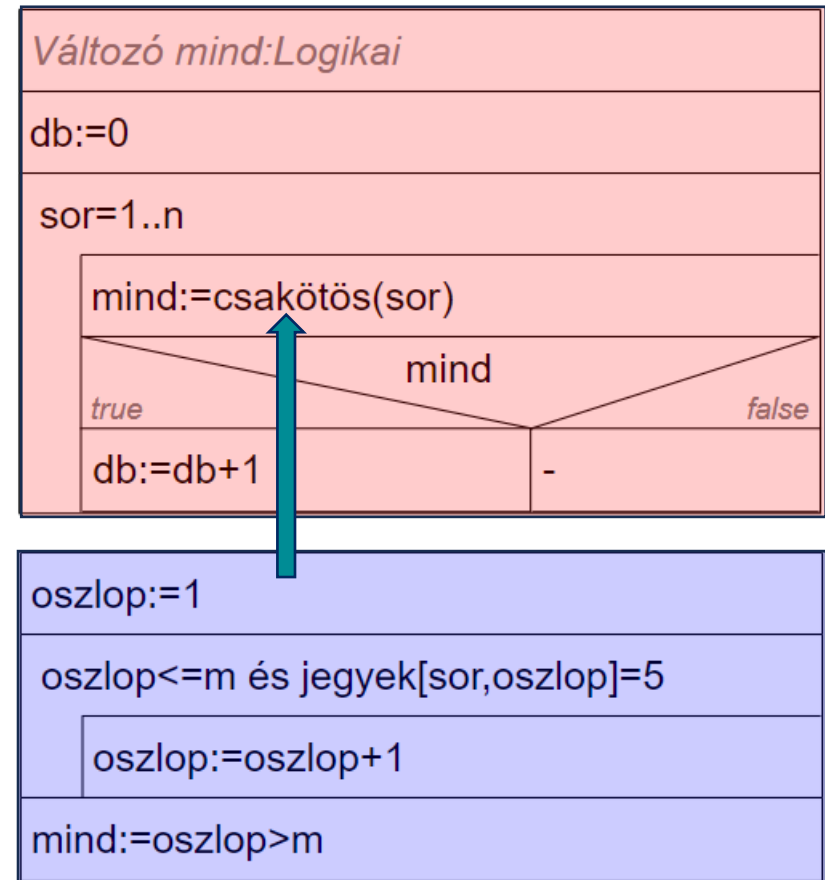 Változó mind:Logikai
db:=0
sor=1..n
mind:=csakötös(sor)
mind
true
false
db:=db+1
-
oszlop:=1
oszlop<=m és jegyek[sor,oszlop]=5
oszlop:=oszlop+1
mind:=oszlop>m